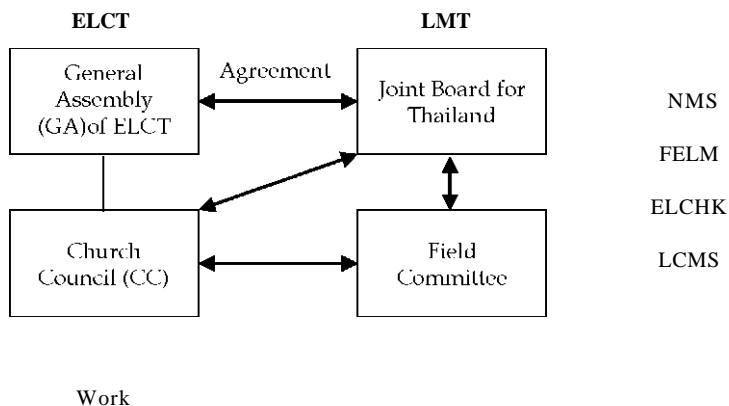 ELCT
LMT
General
Assembly
(GA)of ELCT
Agreement
Joint Board for
Thailand
NMS
FELM
ELCHK
LCMS
Church
Council (CC)
Field
Committee
Work